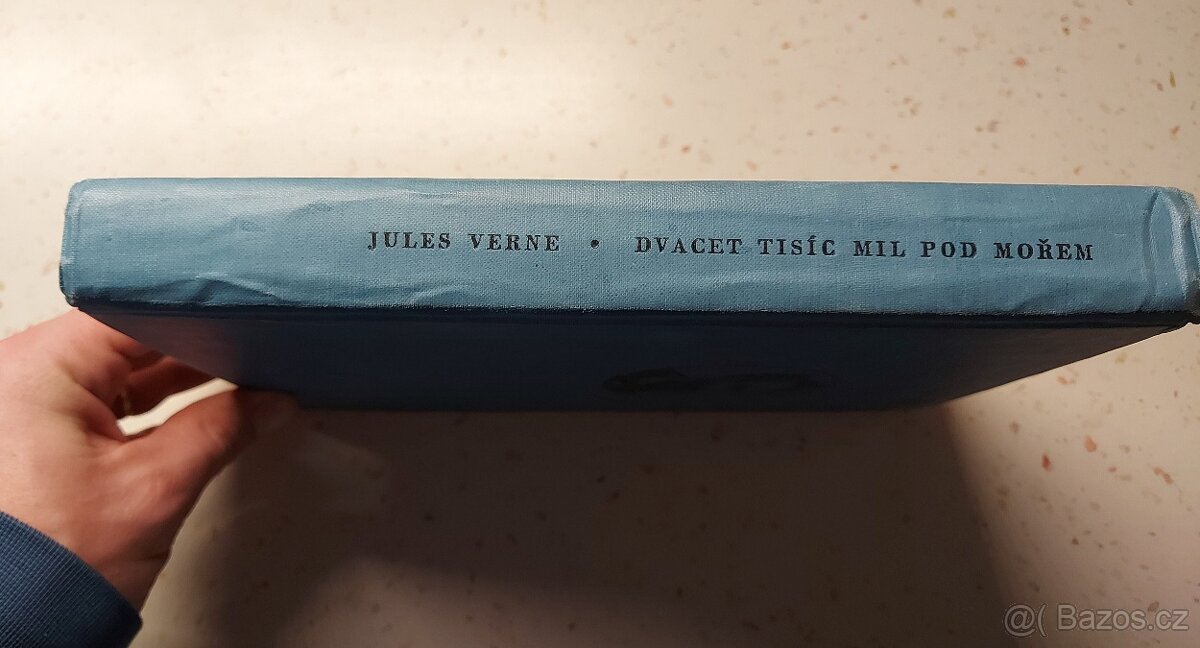 JULES VERNE • DVACET TISÍC MIL POD MOŘEM
@( Bazos.cz